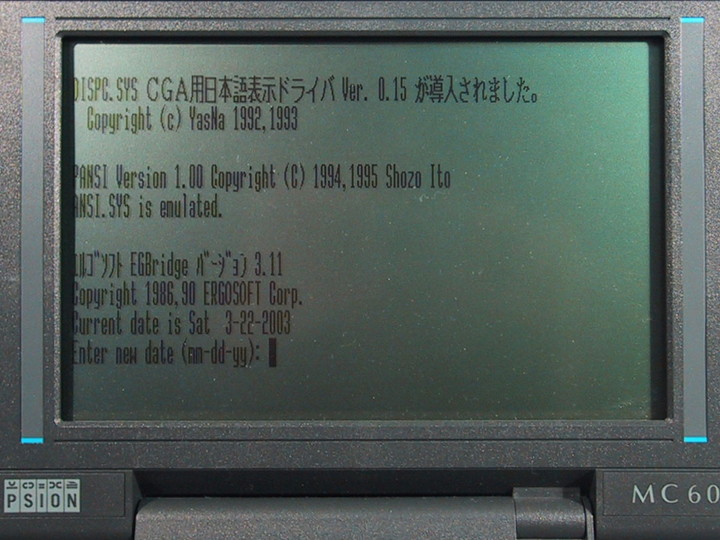 DISPC.SYS CGA用日本語表示ドライバ Ver. 0.15 が導入されました。
Copyright (c) YasNa 1992,1993
PANSI Version 1.00 Copyright (C) 1994,1995 Shozo Ito
ANSI.SYS is emulated.
ｴﾙｺﾞｿﾌﾄ EGBridge ﾊﾞｰｼﾞｮﾝ 3.11
Copyright 1986,90 ERGOSOFT Corp.
Current date is Sat 3-22-2003
Enter new date (mm-dd-yy):
PSION
MC60